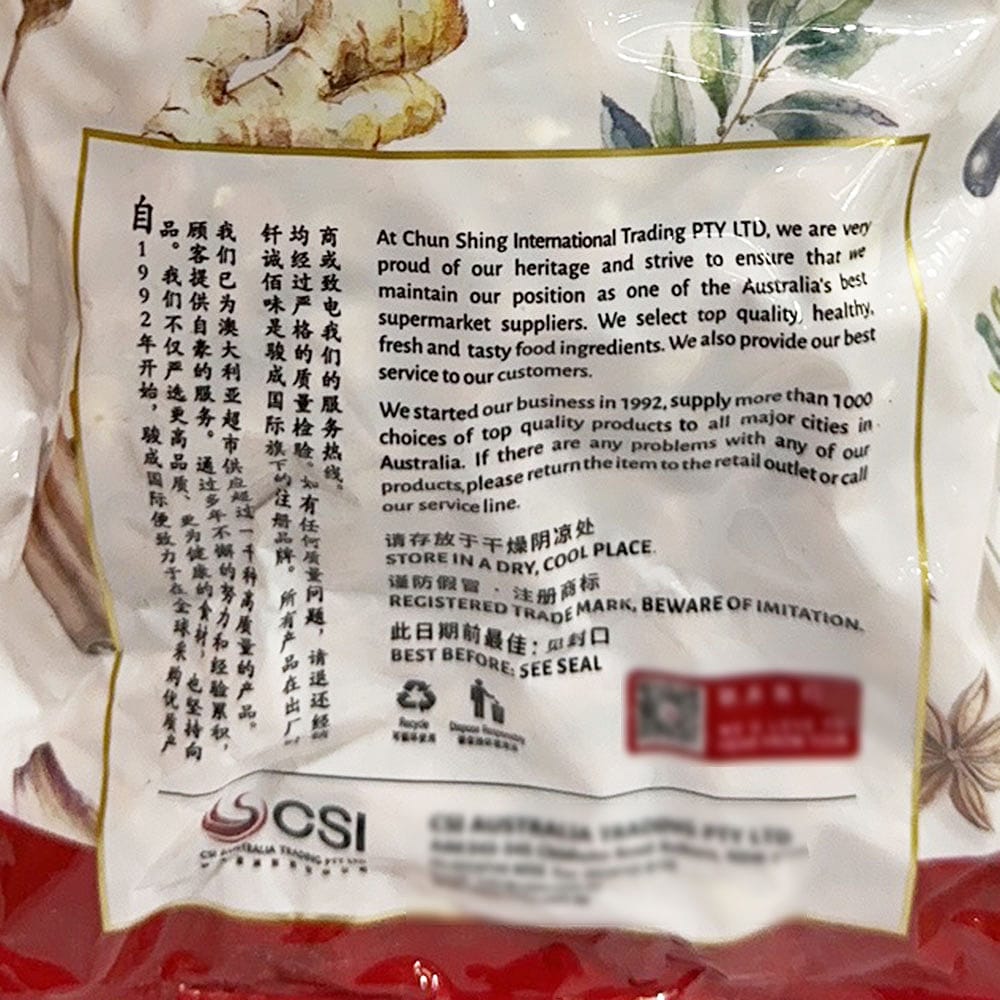 自1992年开始，骏成国际便致力于在全球采购优质产
品。我们不仅严选更高品质、更为健康的食材，也坚持向
顾客提供自豪的服务。通过多年不懈的努力和经验累积，
我们已为澳大利亚超市供应超过一千种高质量的产品。
钎诚佰味是骏成国际旗下的注册品牌。所有产品在出厂
均经过严格的质量检验。如有任何质量问题，请退还经销
商或致电我们的服务热线。
At Chun Shing International Trading PTY LTD, we are very
proud of our heritage and strive to ensure that we
maintain our position as one of the Australia's best
supermarket suppliers. We select top quality, healthy,
fresh and tasty food ingredients. We also provide our best
service to our customers.
We started our business in 1992, supply more than 1000
choices of top quality products to all major cities in
Australia. If there are any problems with any of our
products, please return the item to the retail outlet or call
our service line.
请存放于干燥阴凉处
STORE IN A DRY, COOL PLACE.
谨防假冒．注册商标
REGISTERED TRADE MARK, BEWARE OF IMITATION.
此日期前最佳：见封口
BEST BEFORE: SEE SEAL
Recycle Dispose Responsibly
CSI
CSI AUSTRALIA TRADING PTY LTD
CSI AUSTRALIA TRADING PTY LTD